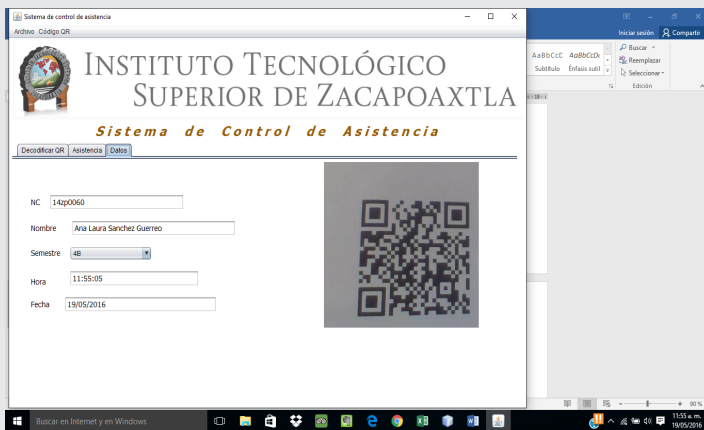 Sistema de control de asistencia
Archivo Código QR
INSTITUTO TECNOLÓGICO
SUPERIOR DE ZACAPOAXTLA
Sistema de Control de Asistencia
Decodificar QR Asistencia Datos
NC 14zp0060
Nombre Ana Laura Sanchez Guerreo
Semestre 4B
Hora 11:55:05
Fecha 19/05/2016
Iniciar sesión Compartir
AaBbCcC AaBbCcDc
Subtítulo Énfasis sutil
Buscar
Reemplazar
Seleccionar
Edición
18
90 %
Buscar en Internet y en Windows
11:55 a. m.
19/05/2016